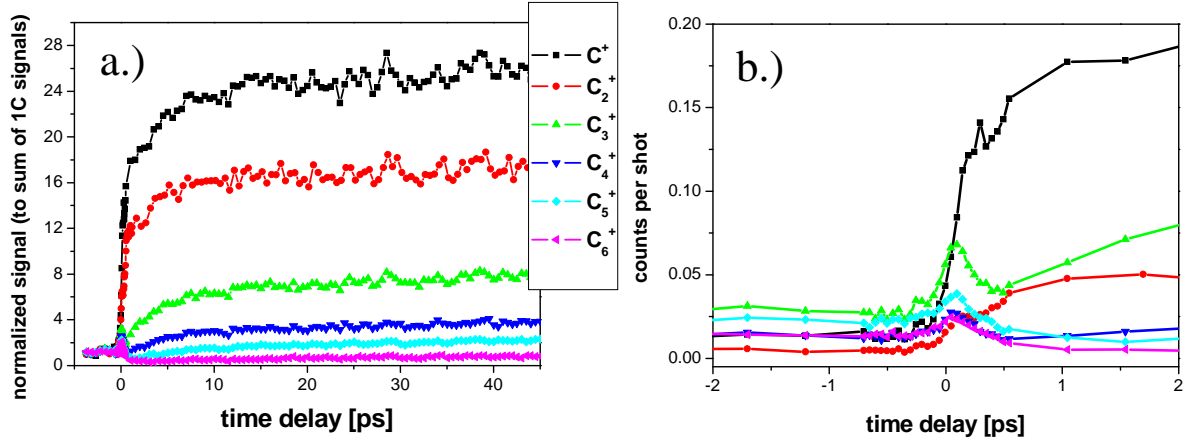 a.)
normalized signal (to sum of 1C signals)
28
24
20
16
12
8
4
0
0
10
20
30
40
time delay [ps]
C⁺
C₂⁺
C₃⁺
C₄⁺
C₅⁺
C₆⁺
b.)
counts per shot
0.20
0.15
0.10
0.05
0.00
-2
-1
0
1
2
time delay [ps]